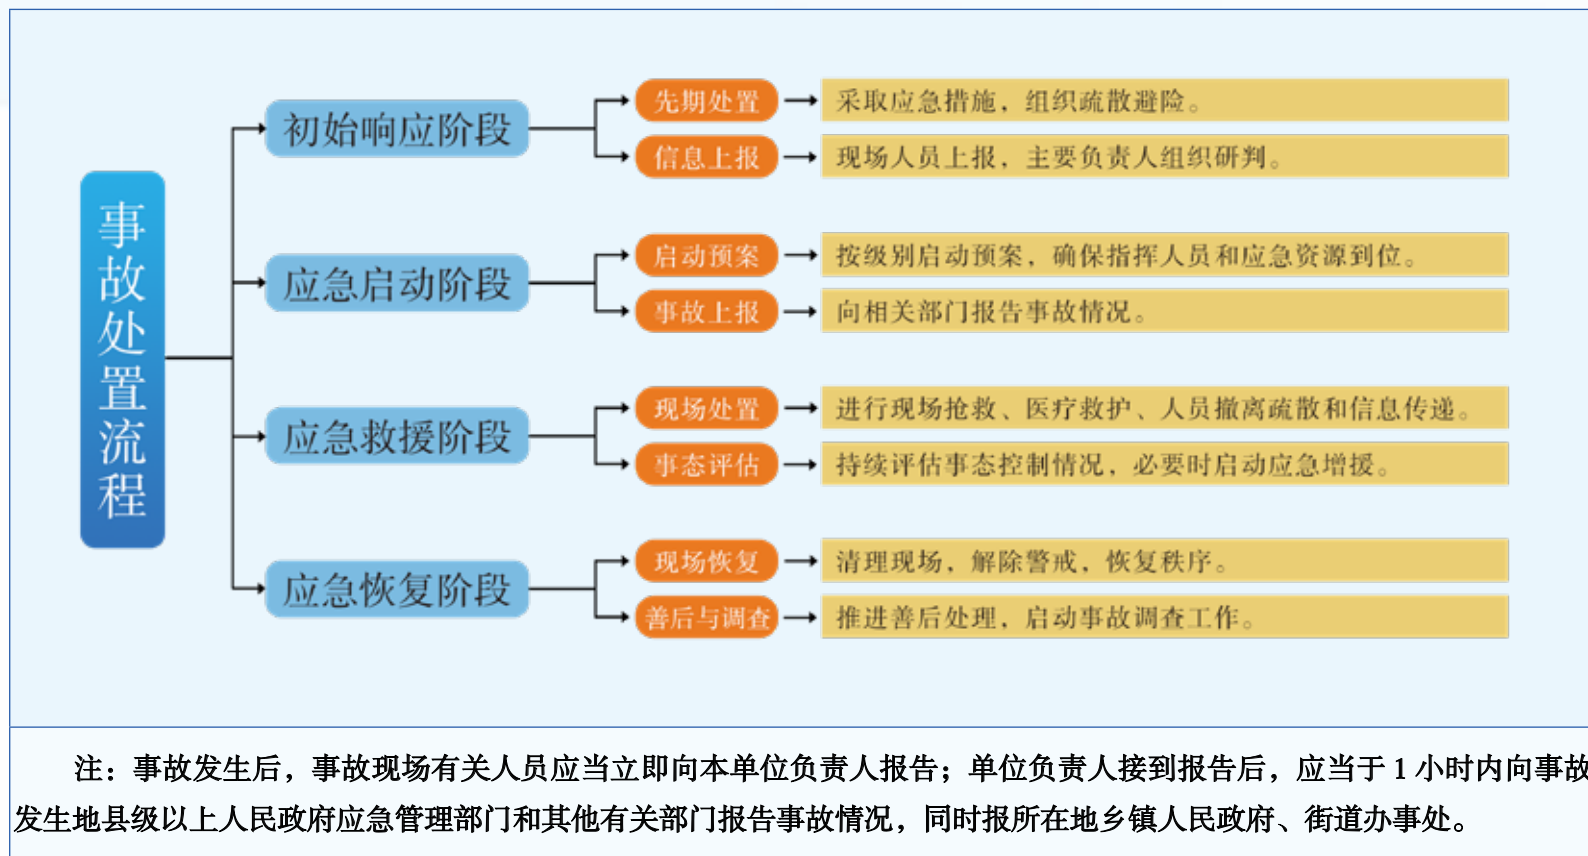 事故处置流程
初始响应阶段
先期处置
采取应急措施，组织疏散避险。
信息上报
现场人员上报，主要负责人组织研判。
应急启动阶段
启动预案
按级别启动预案，确保指挥人员和应急资源到位。
事故上报
向相关部门报告事故情况。
应急救援阶段
现场处置
进行现场抢救、医疗救护、人员撤离疏散和信息传递。
事态评估
持续评估事态控制情况，必要时启动应急增援。
应急恢复阶段
现场恢复
清理现场，解除警戒，恢复秩序。
善后与调查
推进善后处理，启动事故调查工作。
注：事故发生后，事故现场有关人员应当立即向本单位负责人报告；单位负责人接到报告后，应当于 1 小时内向事故
发生地县级以上人民政府应急管理部门和其他有关部门报告事故情况，同时报所在地乡镇人民政府、街道办事处。